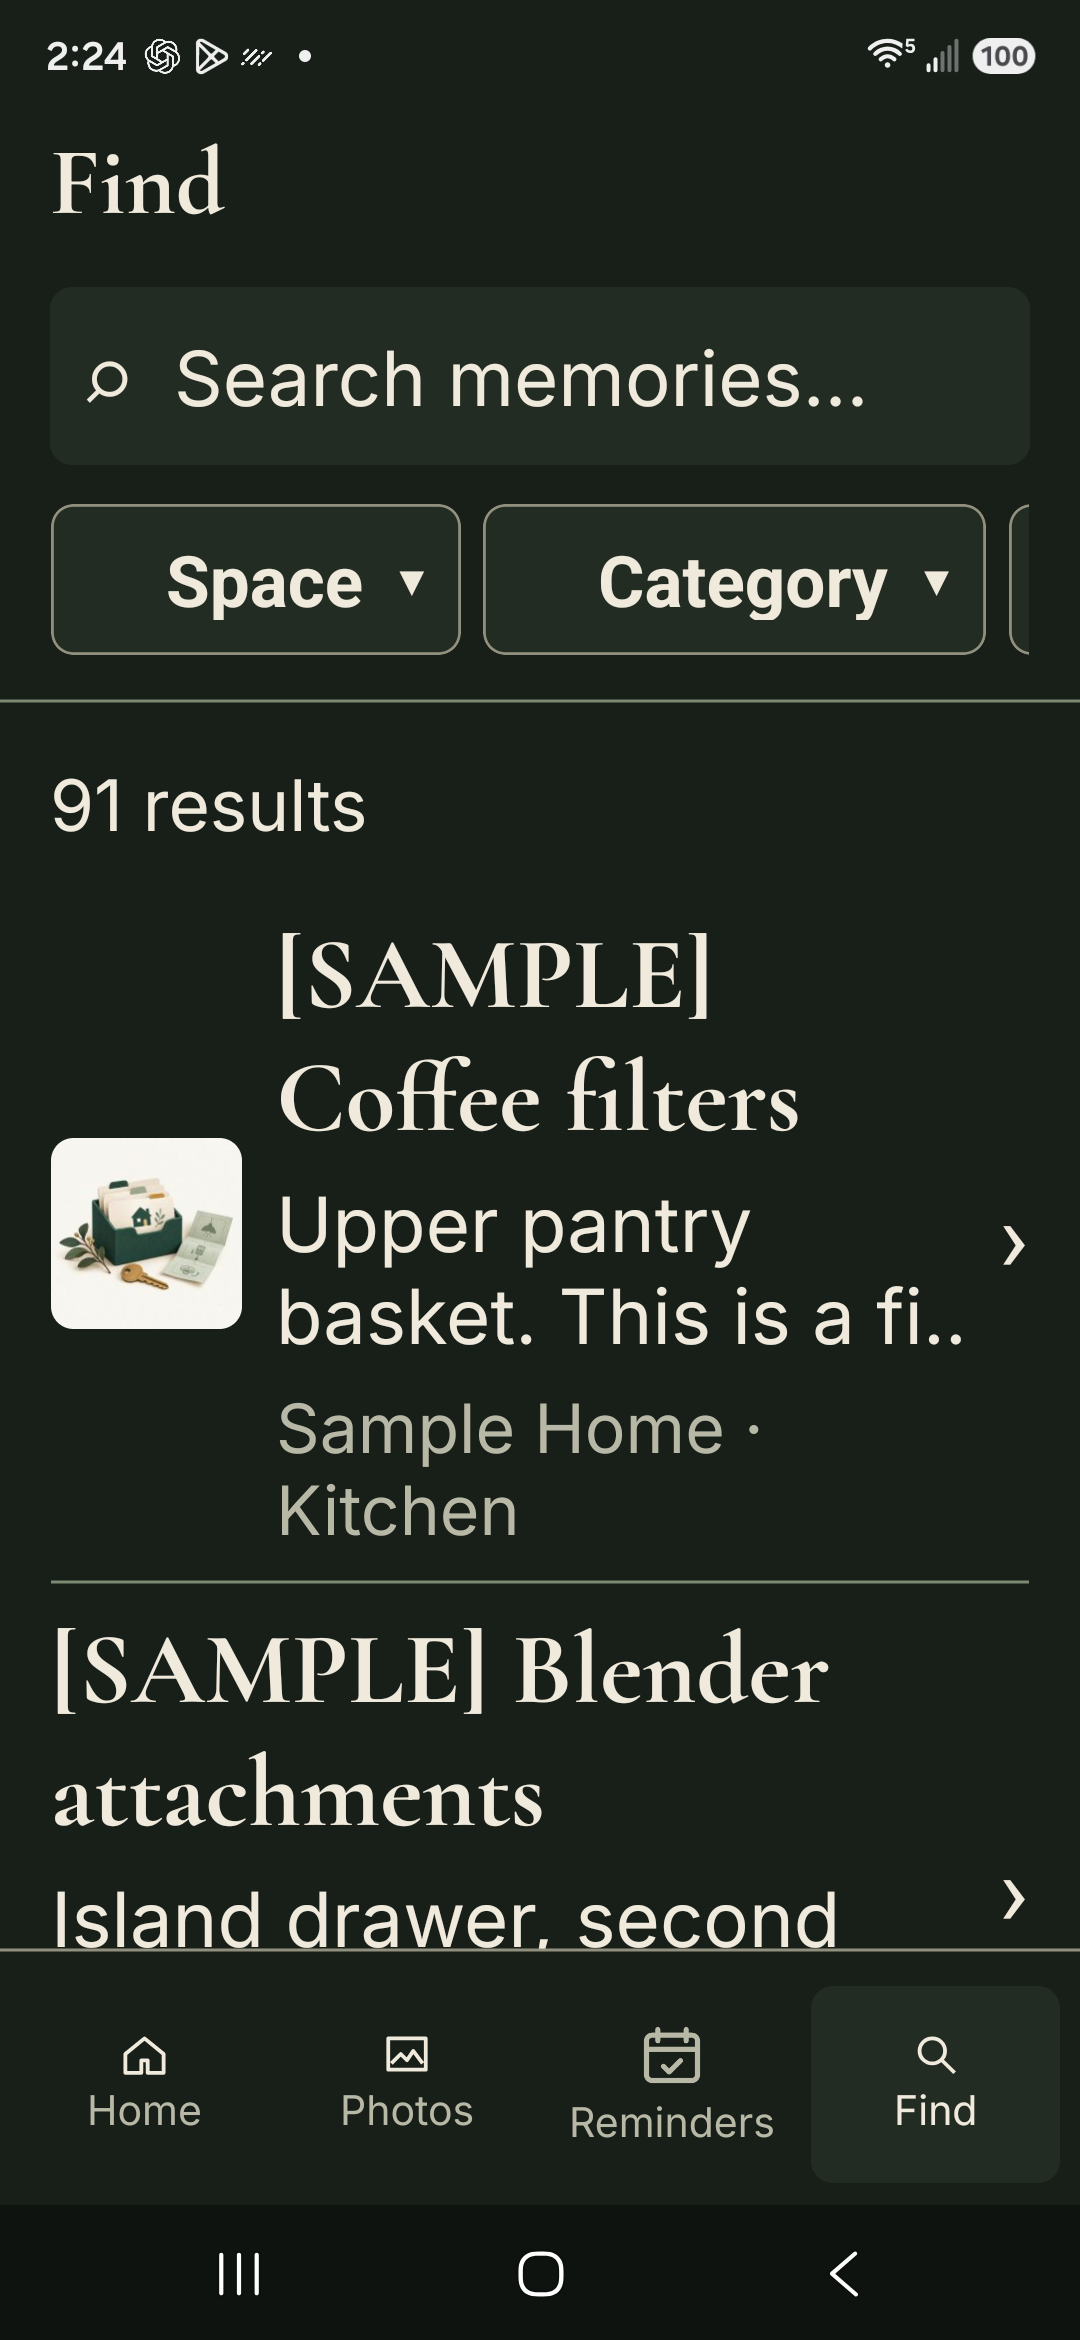 2:24
5
100
Find
Search memories...
Space ▼
Category ▼
91 results
[SAMPLE]
Coffee filters
Upper pantry
basket. This is a fi..
Sample Home ·
Kitchen
[SAMPLE] Blender
attachments
Island drawer, second
Home
Photos
Reminders
Find